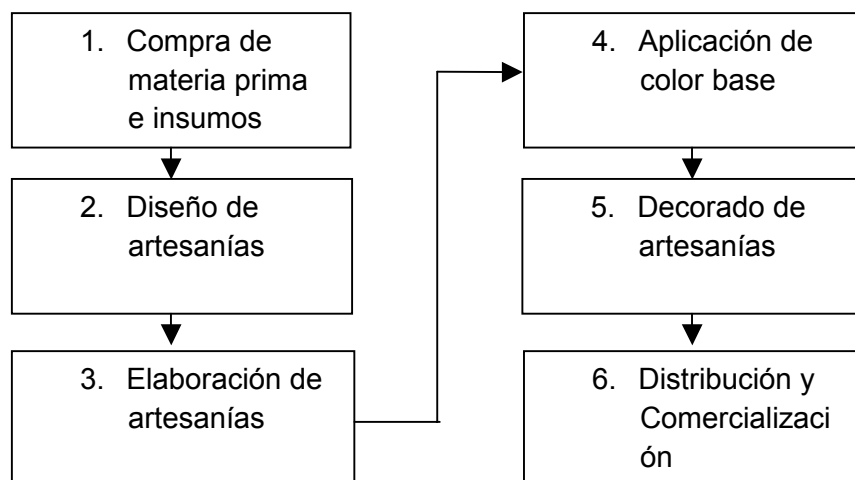 1. Compra de
materia prima
e insumos
2. Diseño de
artesanías
3. Elaboración de
artesanías
4. Aplicación de
color base
5. Decorado de
artesanías
6. Distribución y
Comercializaci
ón